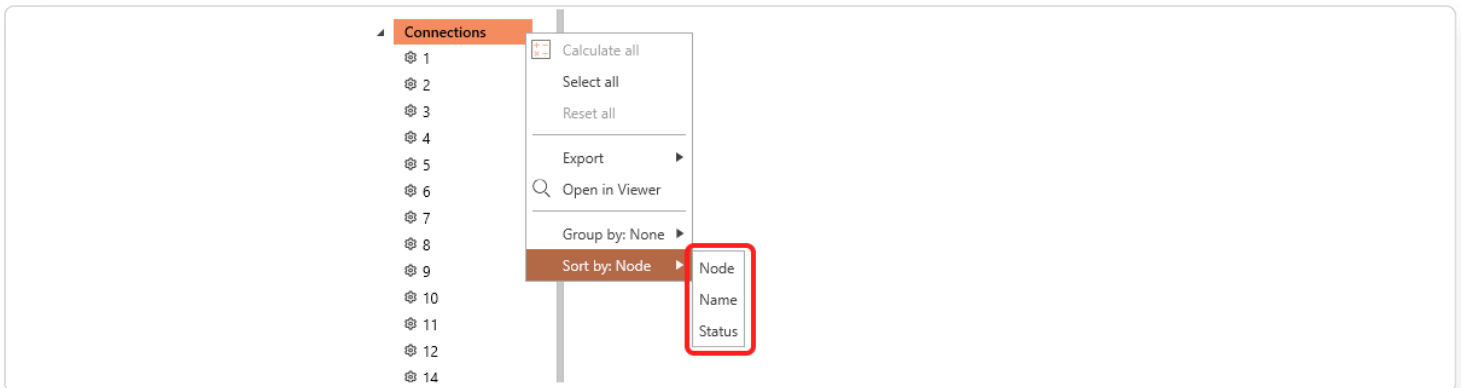 Connections
1
2
3
4
5
6
7
8
9
10
11
12
14
Calculate all
Select all
Reset all
Export
Open in Viewer
Group by: None
Sort by: Node
Node
Name
Status